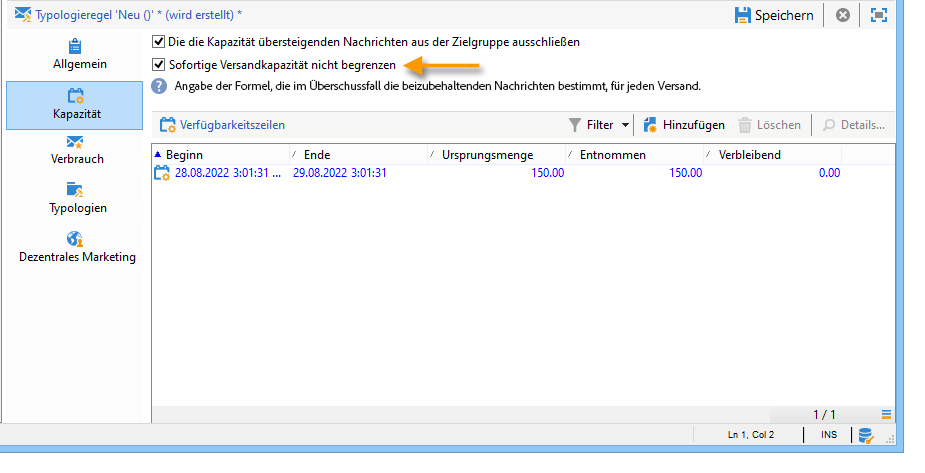 Typologieregel 'Neu ()' * (wird erstellt) *
Speichern
Allgemein
Kapazität
Verbrauch
Typologien
Dezentrales Marketing
Die die Kapazität übersteigenden Nachrichten aus der Zielgruppe ausschließen
Sofortige Versandkapazität nicht begrenzen
? Angabe der Formel, die im Überschussfall die beizubehaltenden Nachrichten bestimmt, für jeden Versand.
Verfügbarkeitszeilen Filter Hinzufügen Löschen Details...
Beginn Ende Ursprungsmenge Entnommen Verbleibend
28.08.2022 3:01:31 ... 29.08.2022 3:01:31 150.00 150.00 0.00
1 / 1
Ln 1, Col 2 INS